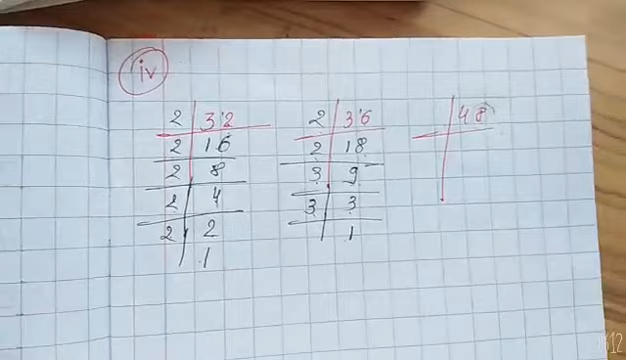 iv
2 32 2 36 48
2 16 2 18
2 8 3 9
2 4 3 3
2 2 1
1